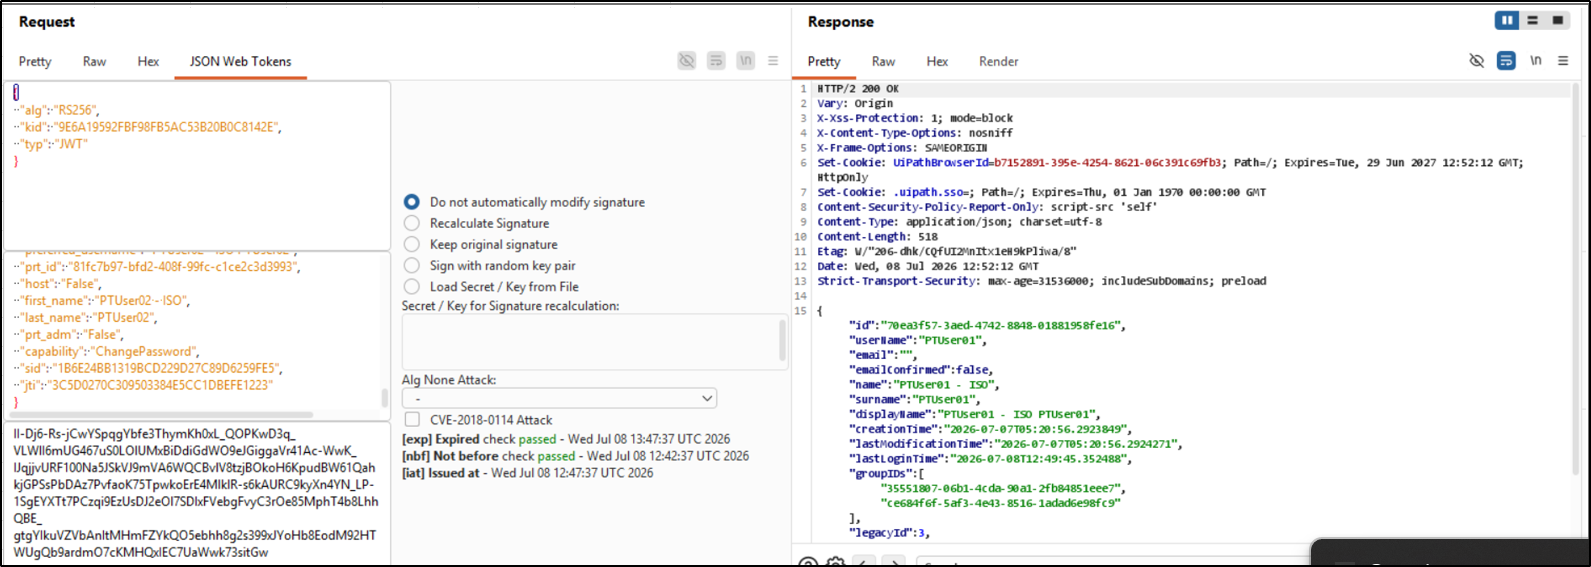 Request
Pretty Raw Hex JSON Web Tokens
{
"alg":"RS256",
"kid":"9E6A19592FBF98FB5AC53B20B0C8142E",
"typ":"JWT"
}
"prt_id":"81fc7b97-bfd2-408f-99fc-c1ce2c3d3993",
"host":"False",
"first_name":"PTUser02 - ISO",
"last_name":"PTUser02",
"prt_adm":"False",
"capability":"ChangePassword",
"sid":"1B6E24BB1319BCD229D27C89D6259FE5",
"jti":"3C5D0270C309503384E5CC1DBEFE1223"
}
II-Dj6-Rs-jCwYSpqgYbfe3ThymKh0xL_QOPKwD3q_
VLWII6mUG467uS0LOIUMxBiDdiGdWO9eJGiggaVr41Ac-WwK_
IJqjjvURF100Na5JSkVJ9mVA6WQCBvIV8tzjBOkoH6KpudBW61Qah
kjGPSsPbDAz7PvfaoK75TpwkoErE4MIkIR-s6kAURC9kyXn4YN_LP-
1SgEYXTt7PCzqi9EzUsDJ2eOI7SDlxFVebgFvyC3rOe85MphT4b8Lhh
QBE_
gtgYIkuVZVbAnItMHmFZYkQO5ebhh8g2s399xJYoHb8EodM92HT
WUgQb9ardmO7cKMHQxlEC7UaWwk73sitGw
Do not automatically modify signature
Recalculate Signature
Keep original signature
Sign with random key pair
Load Secret / Key from File
Secret / Key for Signature recalculation:
Alg None Attack:
-
CVE-2018-0114 Attack
[exp] Expired check passed - Wed Jul 08 13:47:37 UTC 2026
[nbf] Not before check passed - Wed Jul 08 12:42:37 UTC 2026
[iat] Issued at - Wed Jul 08 12:47:37 UTC 2026
Response
Pretty Raw Hex Render
\n
1 HTTP/2 200 OK
2 Vary: Origin
3 X-Xss-Protection: 1; mode=block
4 X-Content-Type-Options: nosniff
5 X-Frame-Options: SAMEORIGIN
6 Set-Cookie: UiPathBrowserId=b7152891-395e-4254-8621-06c391c69fb3; Path=/; Expires=Tue, 29 Jun 2027 12:52:12 GMT;
HttpOnly
7 Set-Cookie: .uipath.sso=; Path=/; Expires=Thu, 01 Jan 1970 00:00:00 GMT
8 Content-Security-Policy-Report-Only: script-src 'self'
9 Content-Type: application/json; charset=utf-8
10 Content-Length: 518
11 Etag: W/"206-dhk/CQfUI2MnItx1eH9kPliwa/8"
12 Date: Wed, 08 Jul 2026 12:52:12 GMT
13 Strict-Transport-Security: max-age=31536000; includeSubDomains; preload
14
15 {
"id":"70ea3f57-3aed-4742-8848-01881958fe16",
"userName":"PTUser01",
"email":"",
"emailConfirmed":false,
"name":"PTUser01 - ISO",
"surname":"PTUser01",
"displayName":"PTUser01 - ISO PTUser01",
"creationTime":"2026-07-07T05:20:56.2923849",
"lastModificationTime":"2026-07-07T05:20:56.2924271",
"lastLoginTime":"2026-07-08T12:49:45.352488",
"groupIDs":[
"35551807-06b1-4cda-90a1-2fb84851eee7",
"ce684f6f-5af3-4e43-8516-1adad6e98fc9"
],
"legacyId":3,